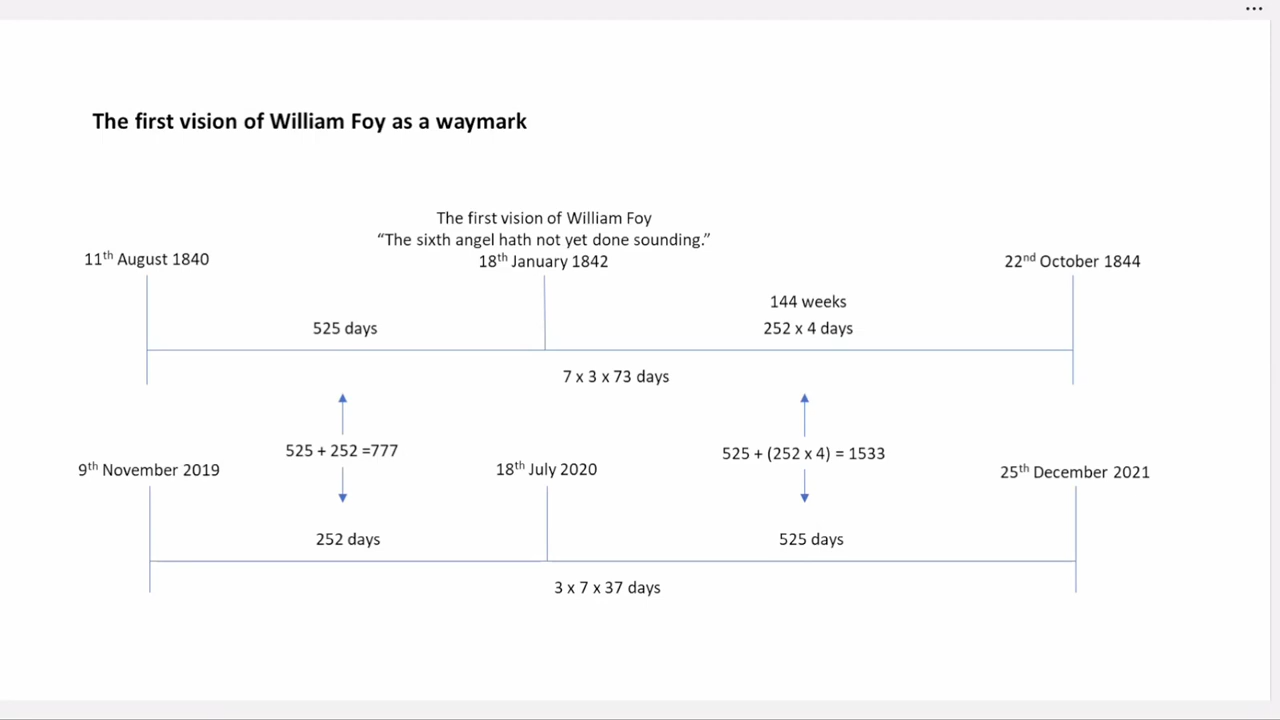 The first vision of William Foy as a waymark
The first vision of William Foy
“The sixth angel hath not yet done sounding.”
11th August 1840
18th January 1842
22nd October 1844
144 weeks
525 days
252 x 4 days
7 x 3 x 73 days
525 + 252 =777
525 + (252 x 4) = 1533
9th November 2019
18th July 2020
25th December 2021
252 days
525 days
3 x 7 x 37 days